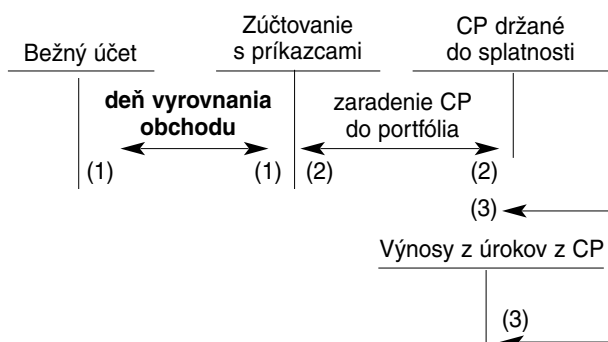 Bežný účet
Zúčtovanie
s príkazcami
CP držané
do splatnosti
deň vyrovnania
obchodu
zaradenie CP
do portfólia
(1)
(1)
(2)
(2)
(3)
Výnosy z úrokov z CP
(3)